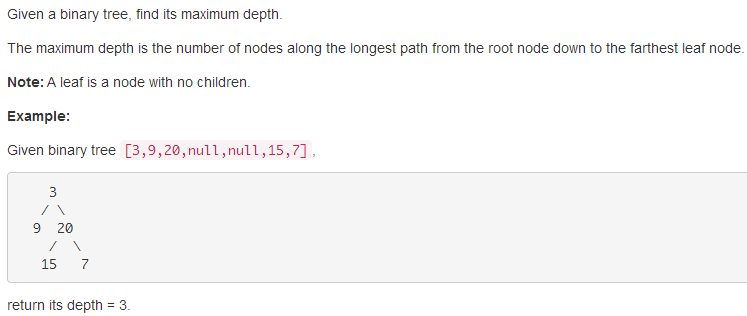 Given a binary tree, find its maximum depth.
The maximum depth is the number of nodes along the longest path from the root node down to the farthest leaf node.
Note: A leaf is a node with no children.
Example:
Given binary tree [3,9,20,null,null,15,7],
    3
   / \
  9  20
    /  \
   15   7
return its depth = 3.